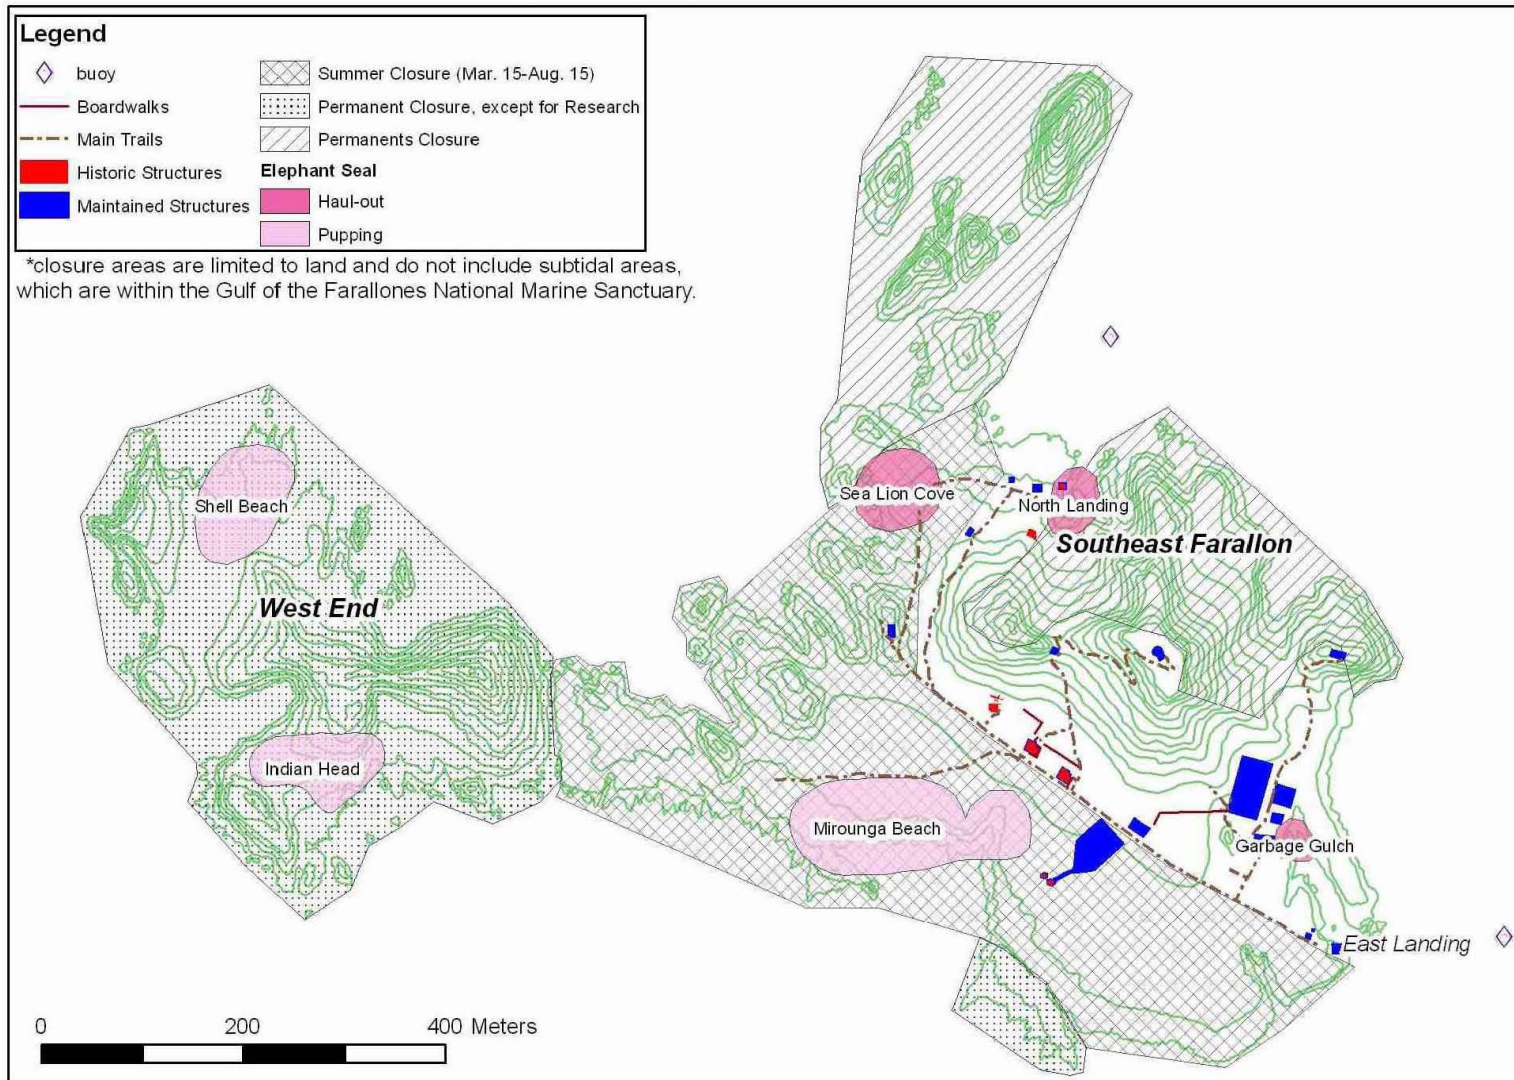 Legend
buoy
Boardwalks
Main Trails
Historic Structures
Maintained Structures
Summer Closure (Mar. 15-Aug. 15)
Permanent Closure, except for Research
Permanents Closure
Elephant Seal
Haul-out
Pupping
*closure areas are limited to land and do not include subtidal areas,
which are within the Gulf of the Farallones National Marine Sanctuary.
Sea Lion Cove
North Landing
Shell Beach
Southeast Farallon
West End
Indian Head
Mirounga Beach
Garbage Gulch
East Landing
0 200 400 Meters